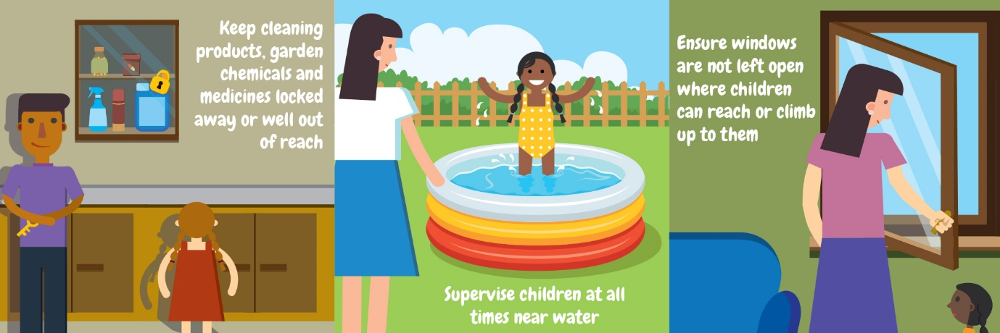 Keep cleaning
products, garden
chemicals and
medicines locked
away or well out
of reach
Supervise children at all
times near water
Ensure windows
are not left open
where children
can reach or climb
up to them